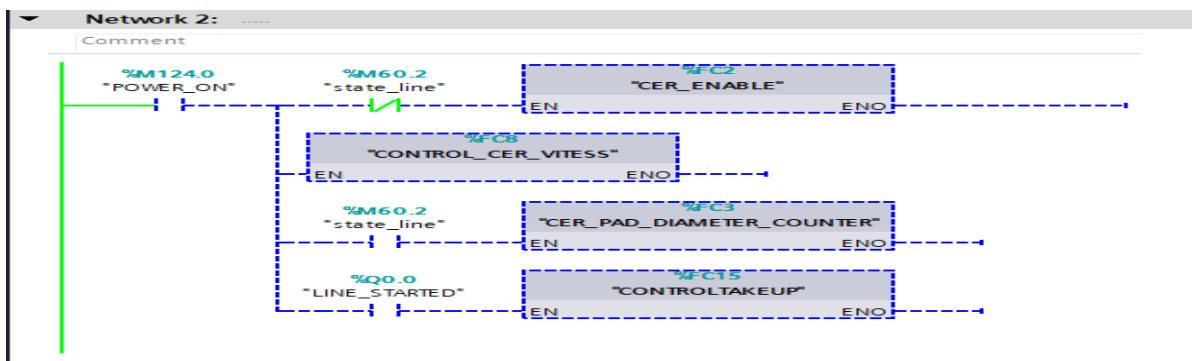 Network 2: .....
Comment
%M124.0 %M60.2 %FC2
"POWER_ON" "state_line" "CER_ENABLE"
EN ENO
%FC8
"CONTROL_CER_VITESS"
EN ENO
%M60.2 %FC3
"state_line" "CER_PAD_DIAMETER_COUNTER"
EN ENO
%Q0.0 %FC15
"LINE_STARTED" "CONTROLTAKEUP"
EN ENO